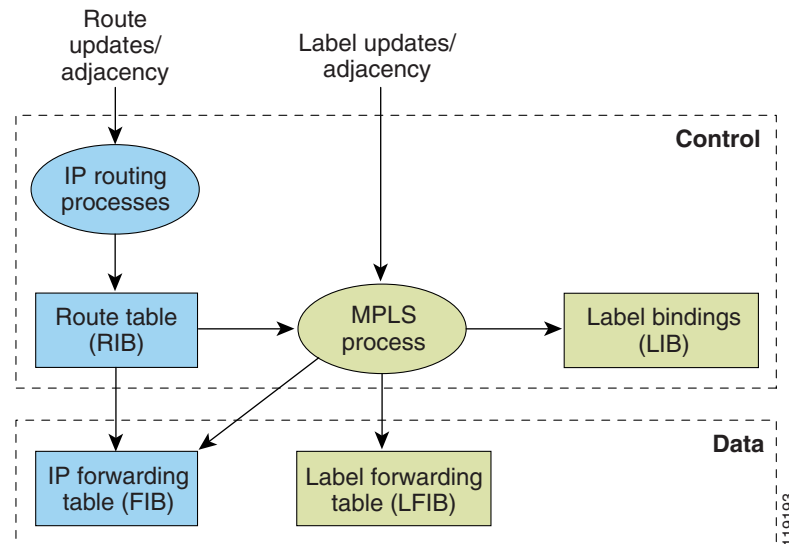 Route
updates/
adjacency
Label updates/
adjacency
Control
IP routing
processes
Route table
(RIB)
MPLS
process
Label bindings
(LIB)
Data
IP forwarding
table (FIB)
Label forwarding
table (LFIB)
119193